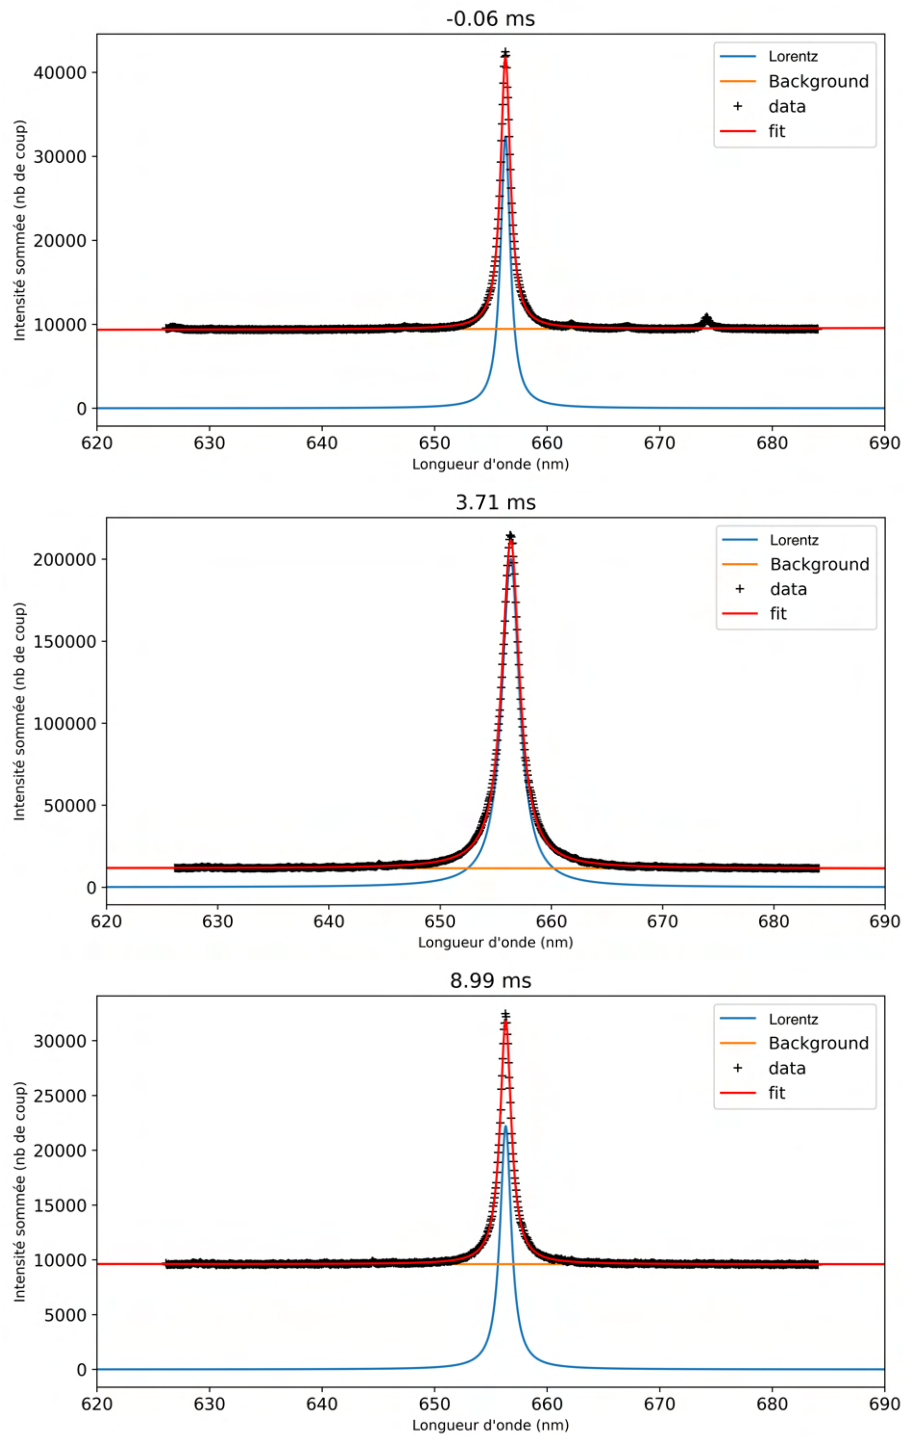 -0.06 ms
Intensité sommée (nb de coup)
40000
30000
20000
10000
0
Lorentz
Background
data
fit
620 630 640 650 660 670 680 690
Longueur d'onde (nm)
3.71 ms
Intensité sommée (nb de coup)
200000
150000
100000
50000
0
Lorentz
Background
data
fit
620 630 640 650 660 670 680 690
Longueur d'onde (nm)
8.99 ms
Intensité sommée (nb de coup)
30000
25000
20000
15000
10000
5000
0
Lorentz
Background
data
fit
620 630 640 650 660 670 680 690
Longueur d'onde (nm)